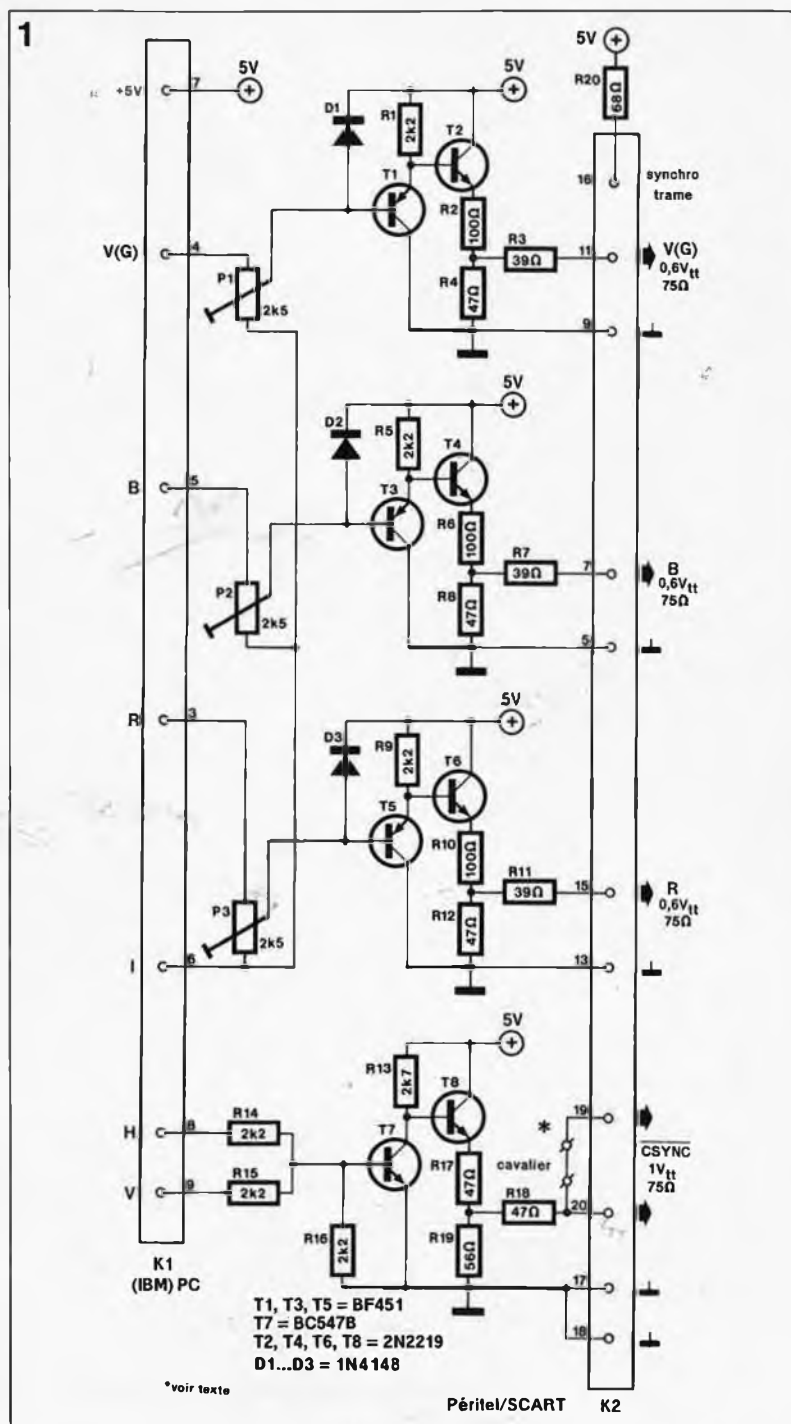 1
5V
+5V
7
5V
D1
R1
2k2
T2
5V
R20
68Ω
T1
16
synchro
trame
V(G)
4
P1
2k5
R2
100Ω
R3
39Ω
11
V(G)
0,6Vtt
75Ω
R4
47Ω
9
D2
R5
2k2
T4
5V
B
5
T3
P2
2k5
R6
100Ω
R7
39Ω
7
B
0,6Vtt
75Ω
R8
47Ω
5
R
3
D3
R9
2k2
T6
5V
T5
P3
2k5
R10
100Ω
R11
39Ω
15
R
0,6Vtt
75Ω
R12
47Ω
I
6
13
5V
R13
2k7
T8
H
8
R14
2k2
T7
19
*
cavalier
CSYNC
1Vtt
75Ω
V
9
R15
2k2
R17
47Ω
R18
47Ω
20
R16
2k2
R19
56Ω
17
18
K1
(IBM) PC
T1, T3, T5 = BF451
T7 = BC547B
T2, T4, T6, T8 = 2N2219
D1...D3 = 1N4148
*voir texte
Péritel/SCART
K2